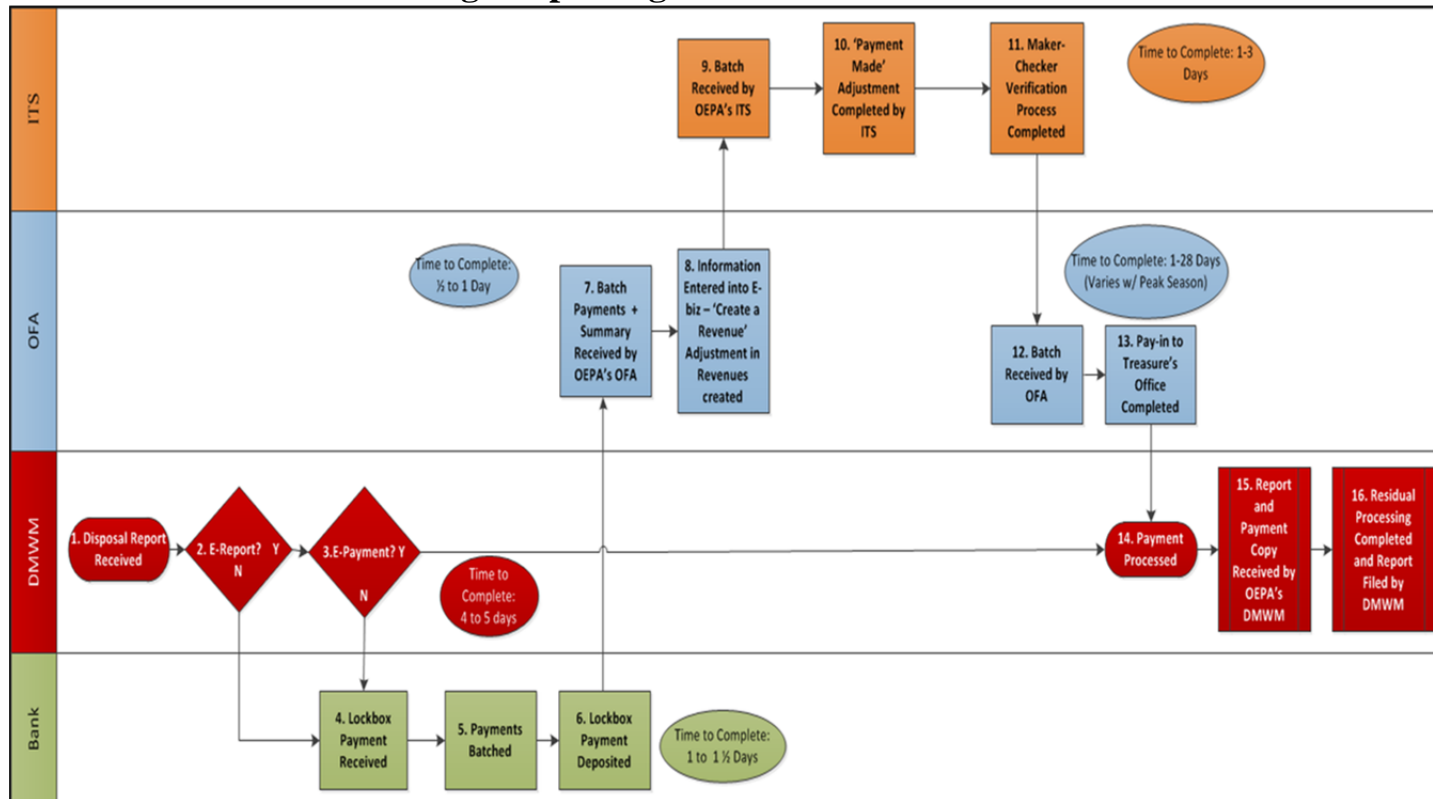 ITS
9. Batch
Received by
OEPA's ITS
10. 'Payment
Made'
Adjustment
Completed by
ITS
11. Maker-
Checker
Verification
Process
Completed
Time to Complete: 1-3
Days
OFA
Time to Complete:
½ to 1 Day
7. Batch
Payments +
Summary
Received by
OEPA's OFA
8. Information
Entered into E-
biz – 'Create a
Revenue'
Adjustment in
Revenues
created
Time to Complete: 1-28 Days
(Varies w/ Peak Season)
12. Batch
Received by
OFA
13. Pay-in to
Treasure's
Office
Completed
DMWM
1. Disposal Report
Received
2. E-Report? Y
N
3.E-Payment? Y
N
Time to
Complete:
4 to 5 days
14. Payment
Processed
15. Report
and
Payment
Copy
Received by
OEPA's
DMWM
16. Residual
Processing
Completed
and Report
Filed by
DMWM
Bank
4. Lockbox
Payment
Received
5. Payments
Batched
6. Lockbox
Payment
Deposited
Time to Complete:
1 to 1 ½ Days